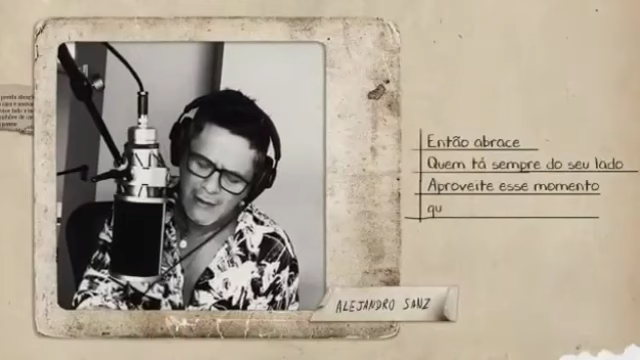 Então abrace
Quem tá sempre do seu lado
Aproveite esse momento
qu
ALEJANDRO SANZ